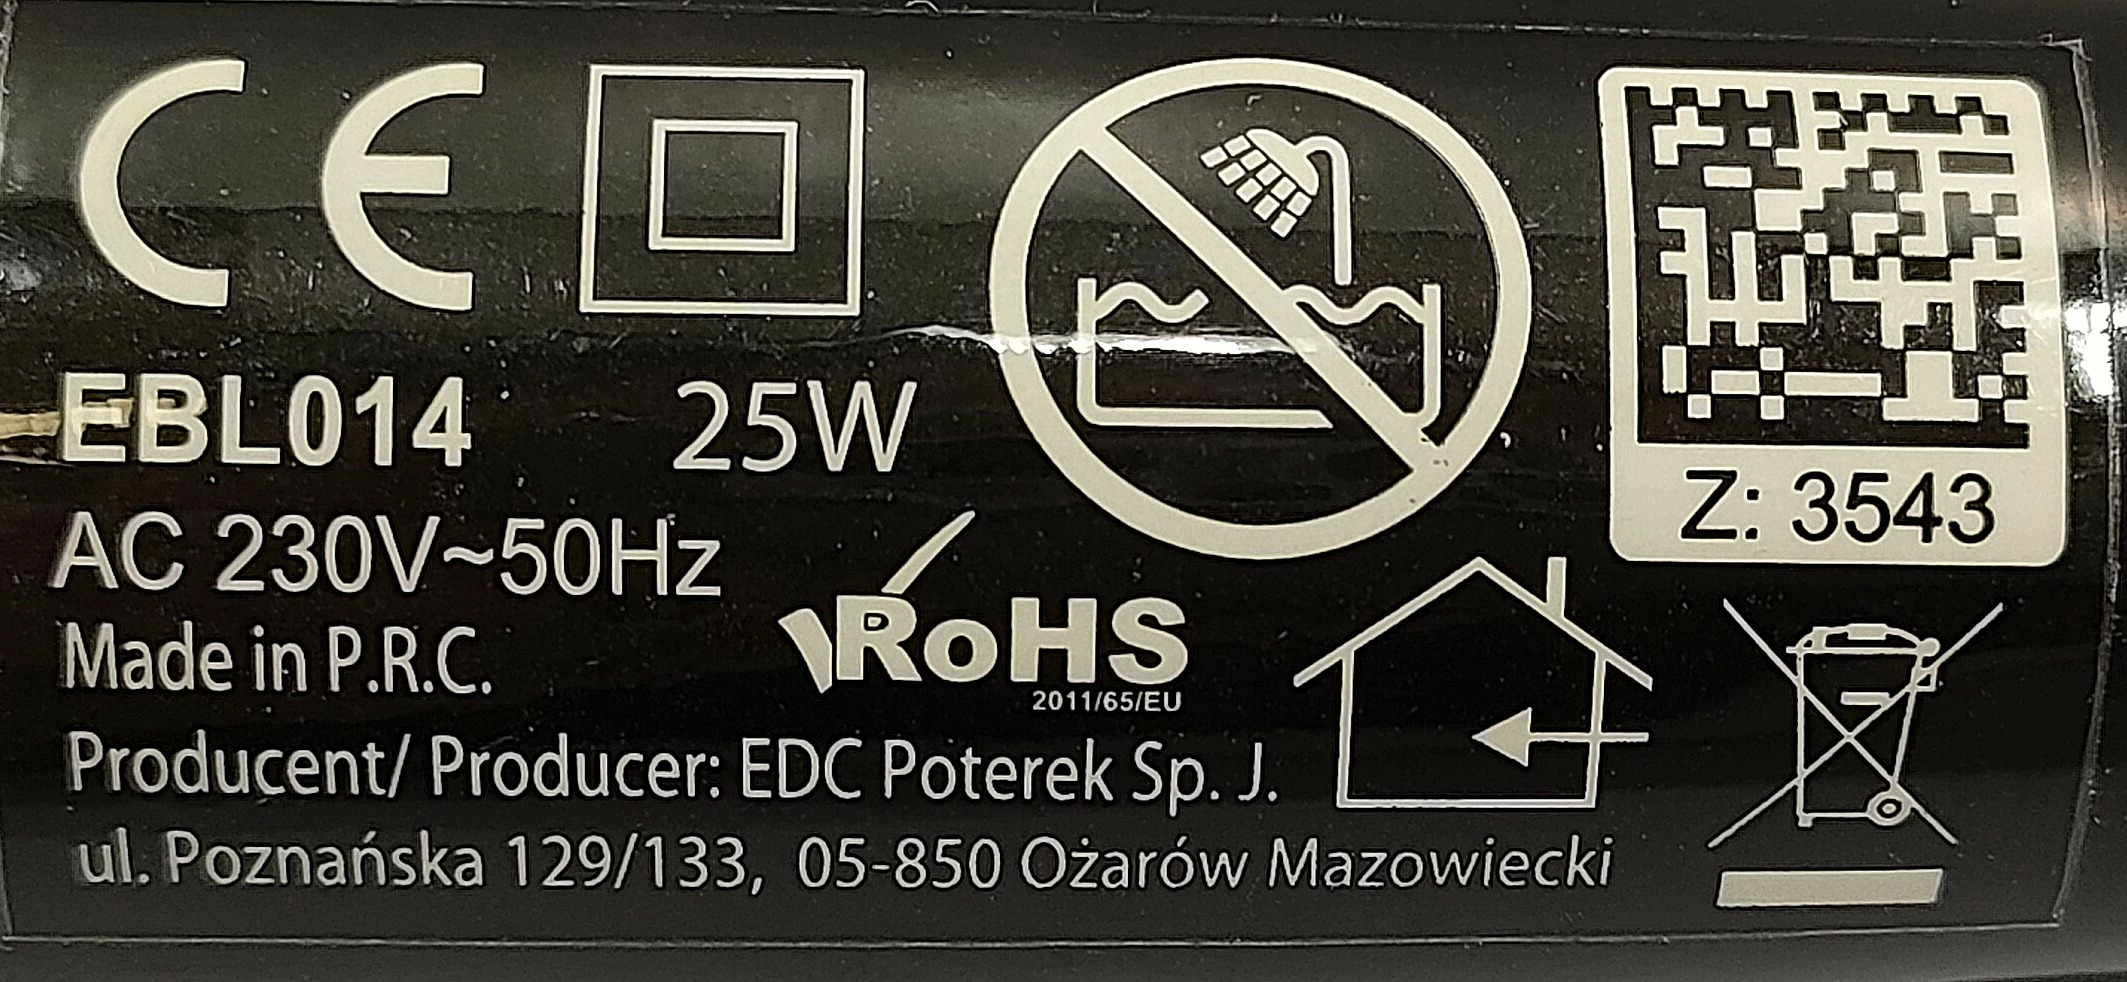 CE
EBL014 25W
AC 230V~50Hz
Made in P.R.C.
RoHS
2011/65/EU
Z: 3543
Producent/ Producer: EDC Poterek Sp. J.
ul. Poznańska 129/133, 05-850 Ożarów Mazowiecki